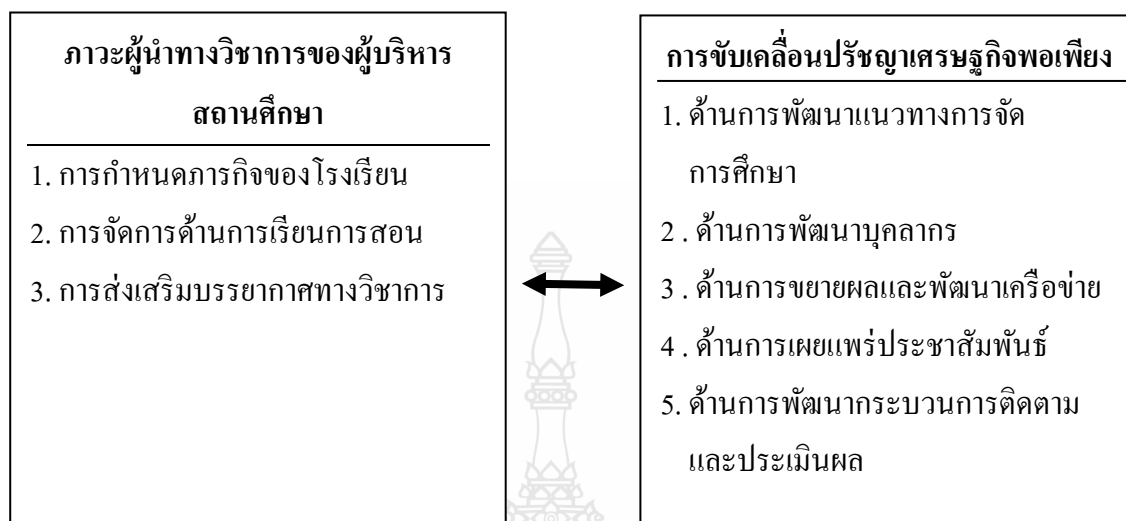 ภาวะผู้นำทางวิชาการของผู้บริหาร
สถานศึกษา
1. การกำหนดภารกิจของโรงเรียน
2. การจัดการด้านการเรียนการสอน
3. การส่งเสริมบรรยากาศทางวิชาการ
การขับเคลื่อนปรัชญาเศรษฐกิจพอเพียง
1. ด้านการพัฒนาแนวทางการจัด
การศึกษา
2 . ด้านการพัฒนาบุคลากร
3 . ด้านการขยายผลและพัฒนาเครือข่าย
4 . ด้านการเผยแพร่ประชาสัมพันธ์
5. ด้านการพัฒนากระบวนการติดตาม
และประเมินผล